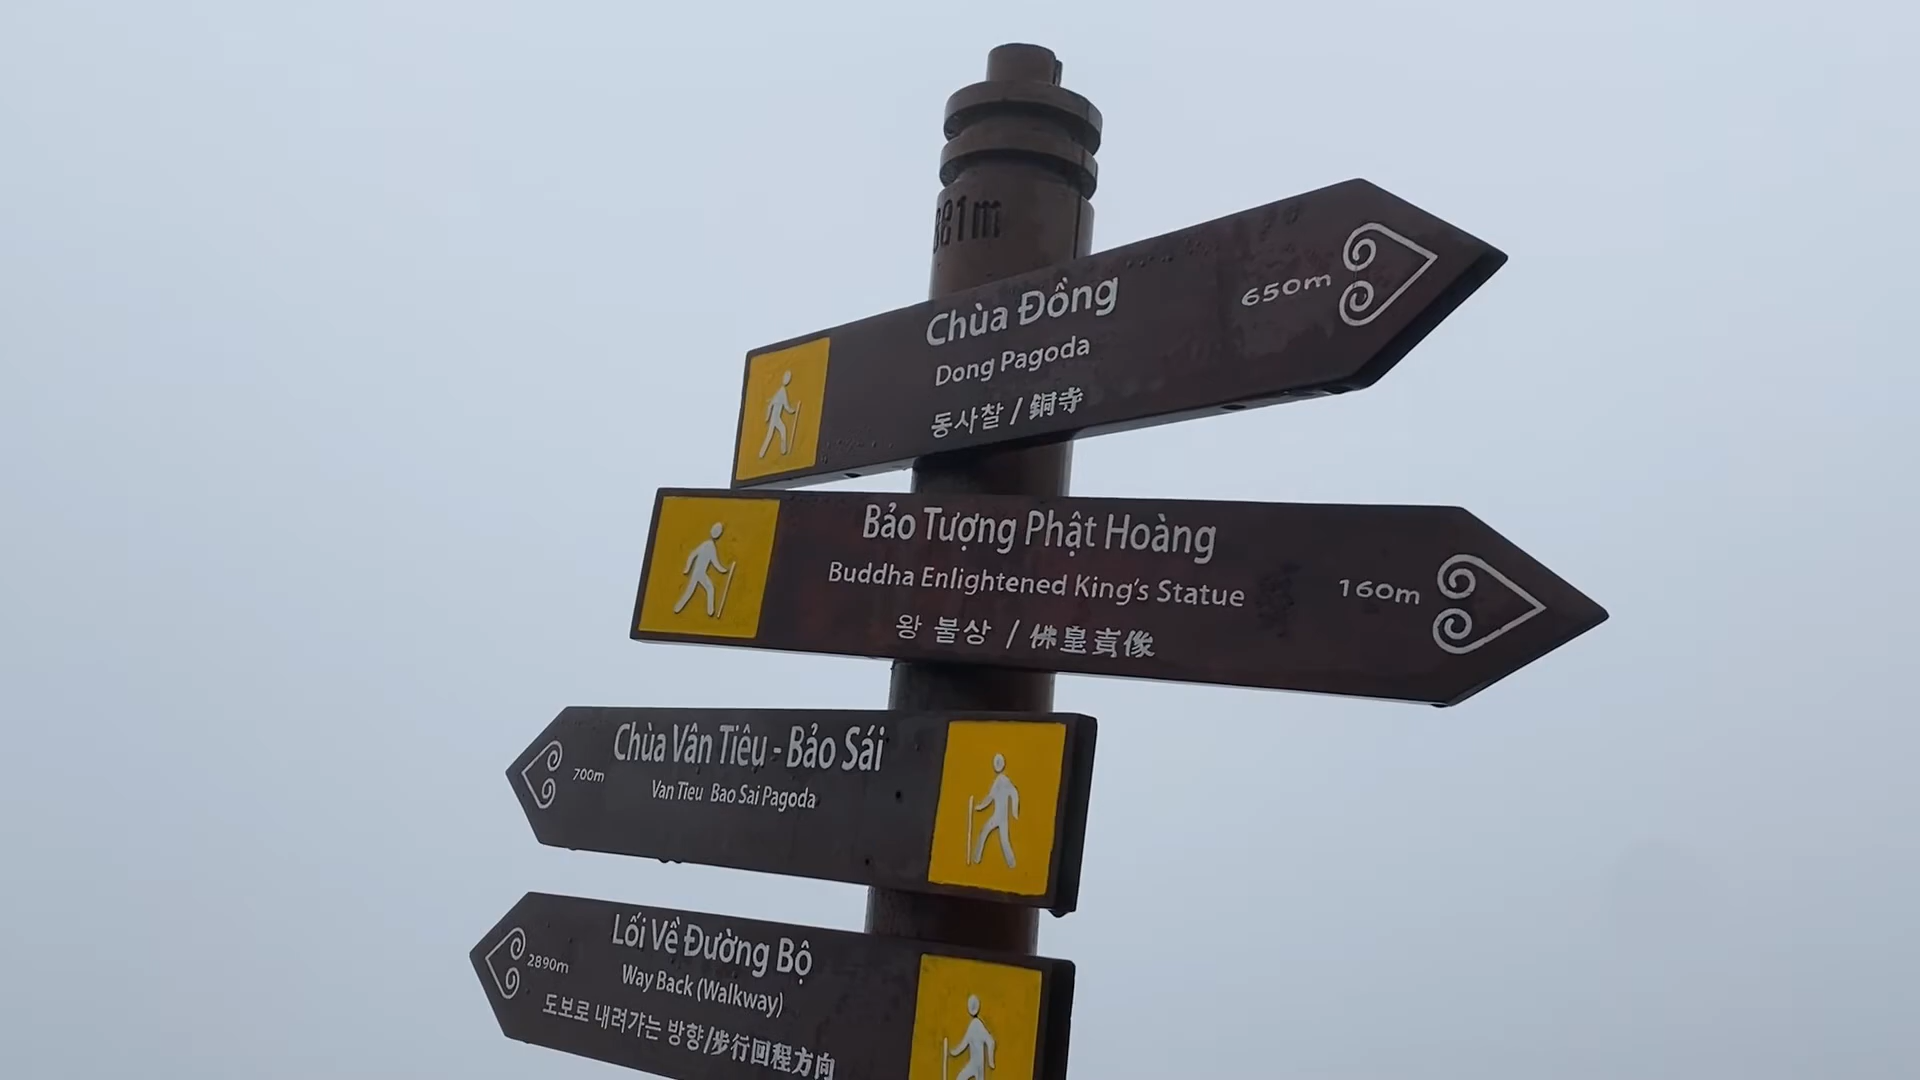 881m
Chùa Đồng
650m
Dong Pagoda
동사찰 / 銅寺
Bảo Tượng Phật Hoàng
Buddha Enlightened King's Statue
160m
왕 불상 / 佛皇寶像
Chùa Vân Tiêu - Bảo Sái
700m
Van Tieu Bao Sai Pagoda
Lối Về Đường Bộ
2890m
Way Back (Walkway)
도보로 내려가는 방향/步行回程方向